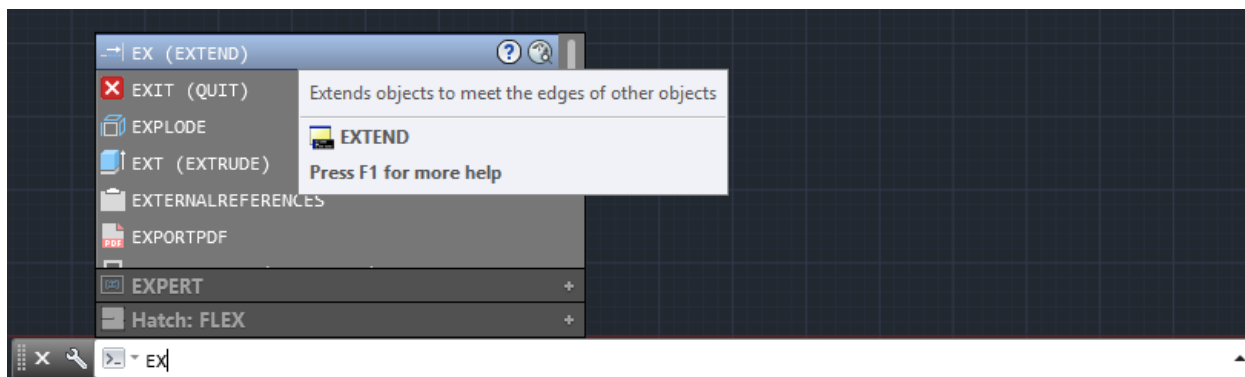 EX (EXTEND)
EXIT (QUIT)
Extends objects to meet the edges of other objects
EXPLODE
EXTEND
EXT (EXTRUDE)
Press F1 for more help
EXTERNALREFERENCES
PDF EXPORTPDF
EXPERT
Hatch: FLEX
EX